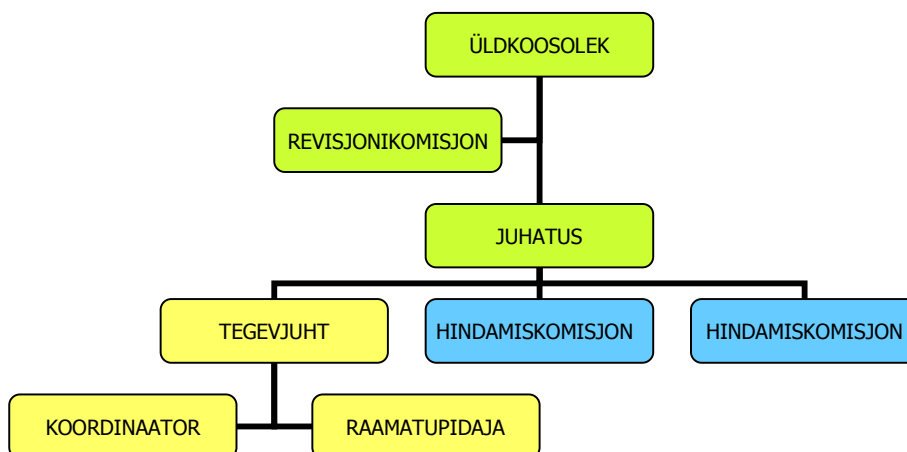 ÜLDKOOSOLEK
REVISJONIKOMISJON
JUHATUS
TEGEVJUHT
HINDAMISKOMISJON
HINDAMISKOMISJON
KOORDINAATOR
RAAMATUPIDAJA